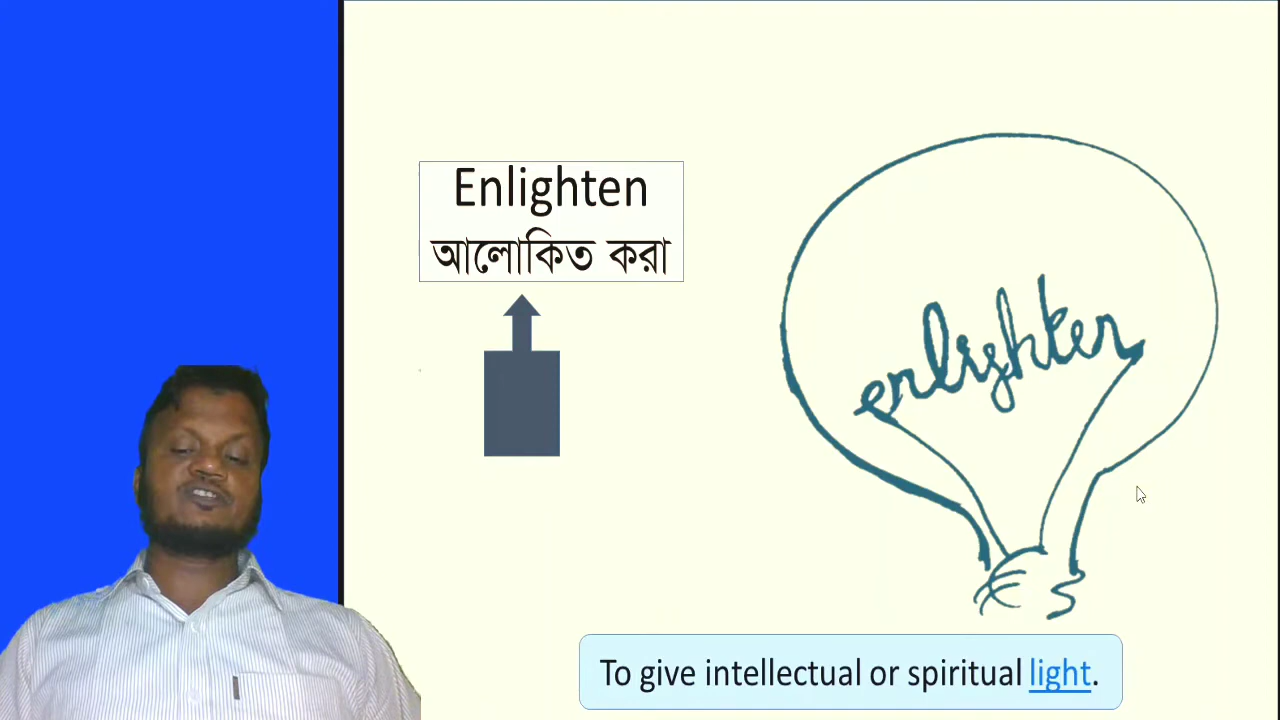 Enlighten
আলোকিত করা
enlighten
To give intellectual or spiritual light.